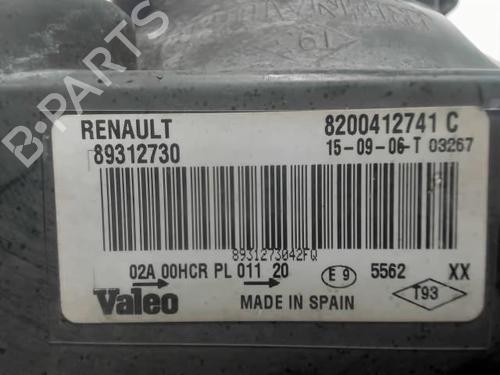 19
RENAULT 8200412741 C
89312730 15-09-06-T 03267
8931273042FQ
02A 00HCR PL 011 20 E 9 5562 XX
Valeo MADE IN SPAIN T93
B-PARTS